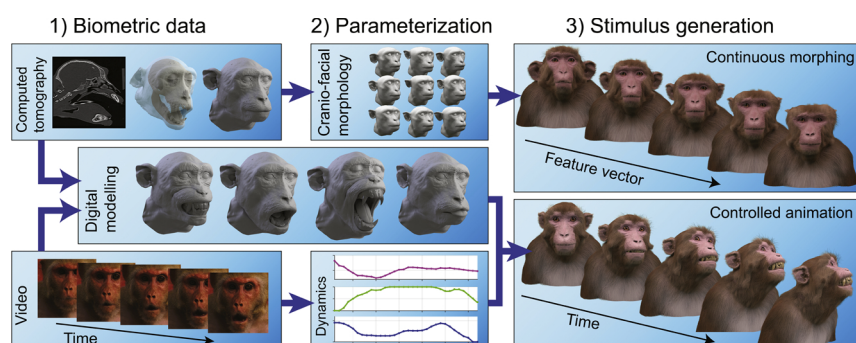 1) Biometric data
2) Parameterization
3) Stimulus generation
Computed
tomography
Cranio-facial
morphology
Continuous morphing
Feature vector
Digital
modelling
Controlled animation
Time
Video
Time
Dynamics